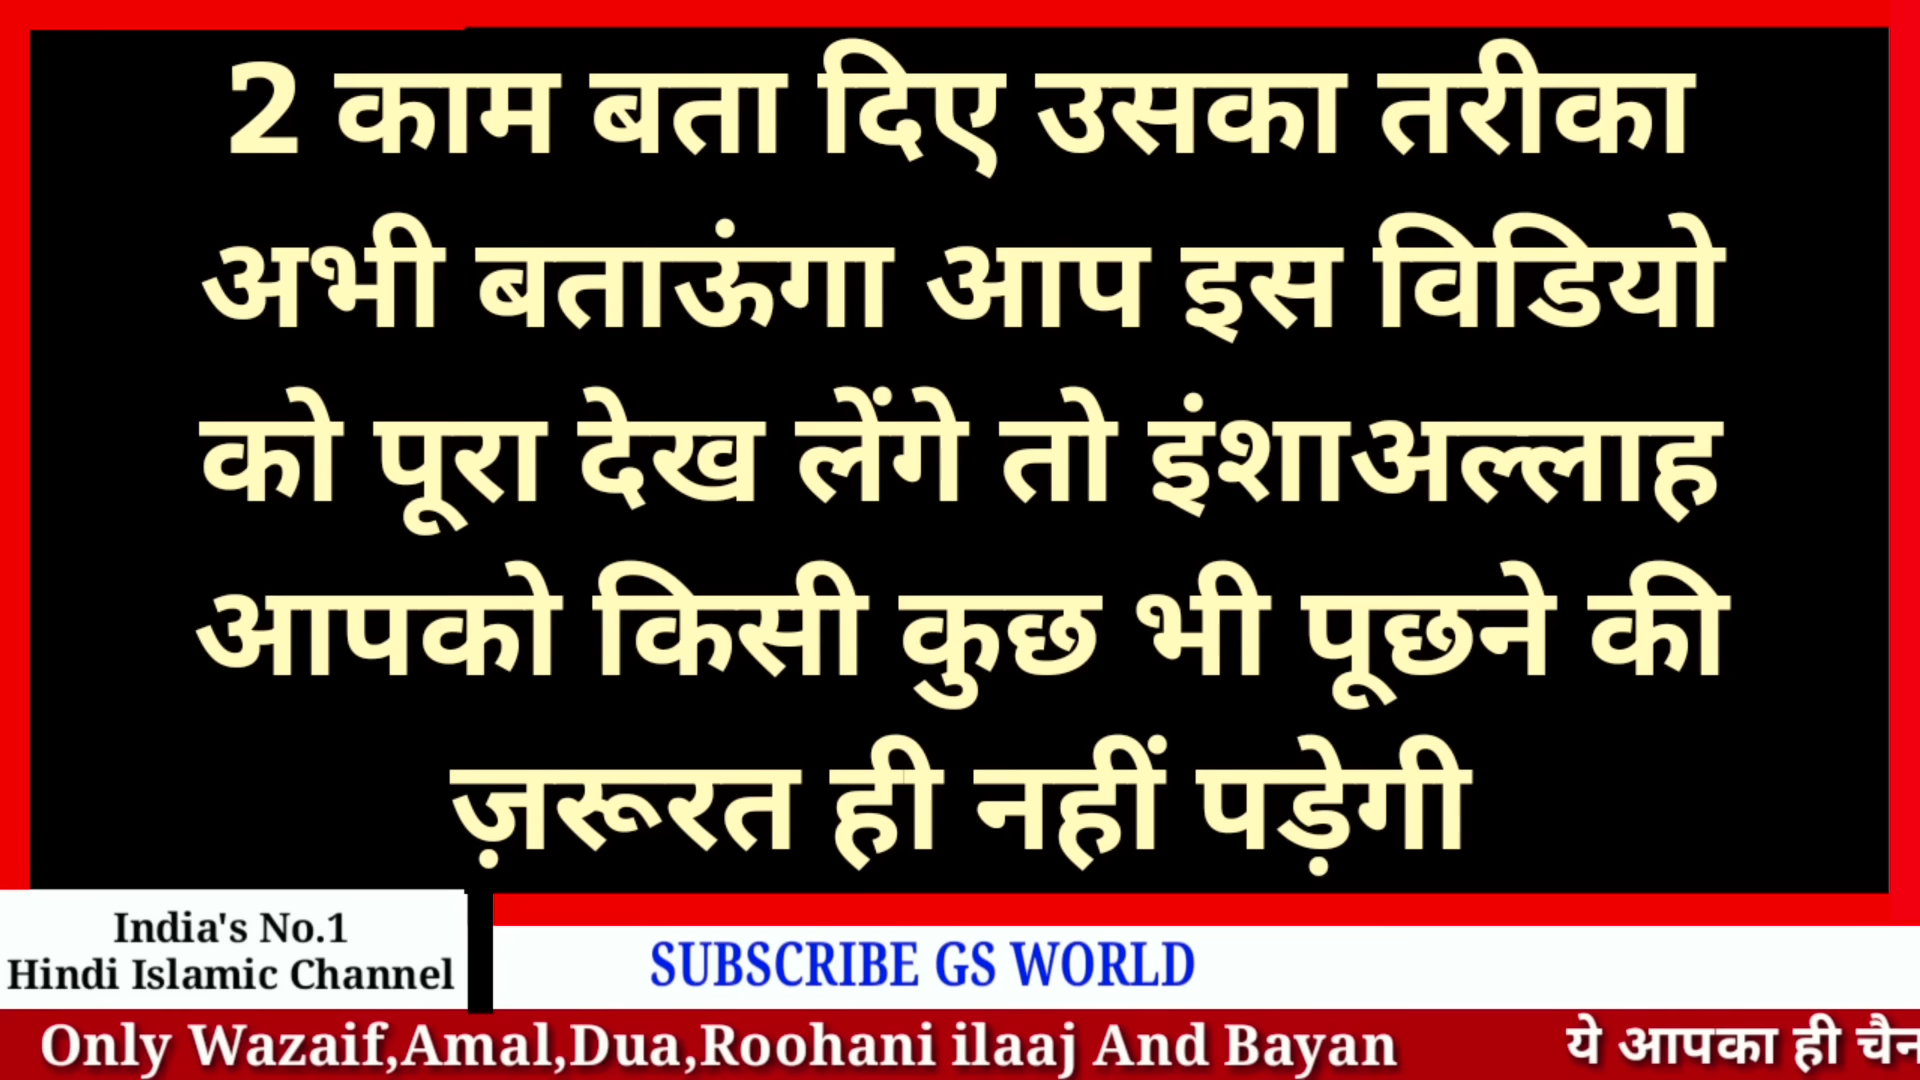 2 काम बता दिए उसका तरीका
अभी बताऊंगा आप इस विडियो
को पूरा देख लेंगे तो इंशाअल्लाह
आपको किसी कुछ भी पूछने की
ज़रूरत ही नहीं पड़ेगी
India's No.1
Hindi Islamic Channel
SUBSCRIBE GS WORLD
Only Wazaif,Amal,Dua,Roohani ilaaj And Bayan ये आपका ही